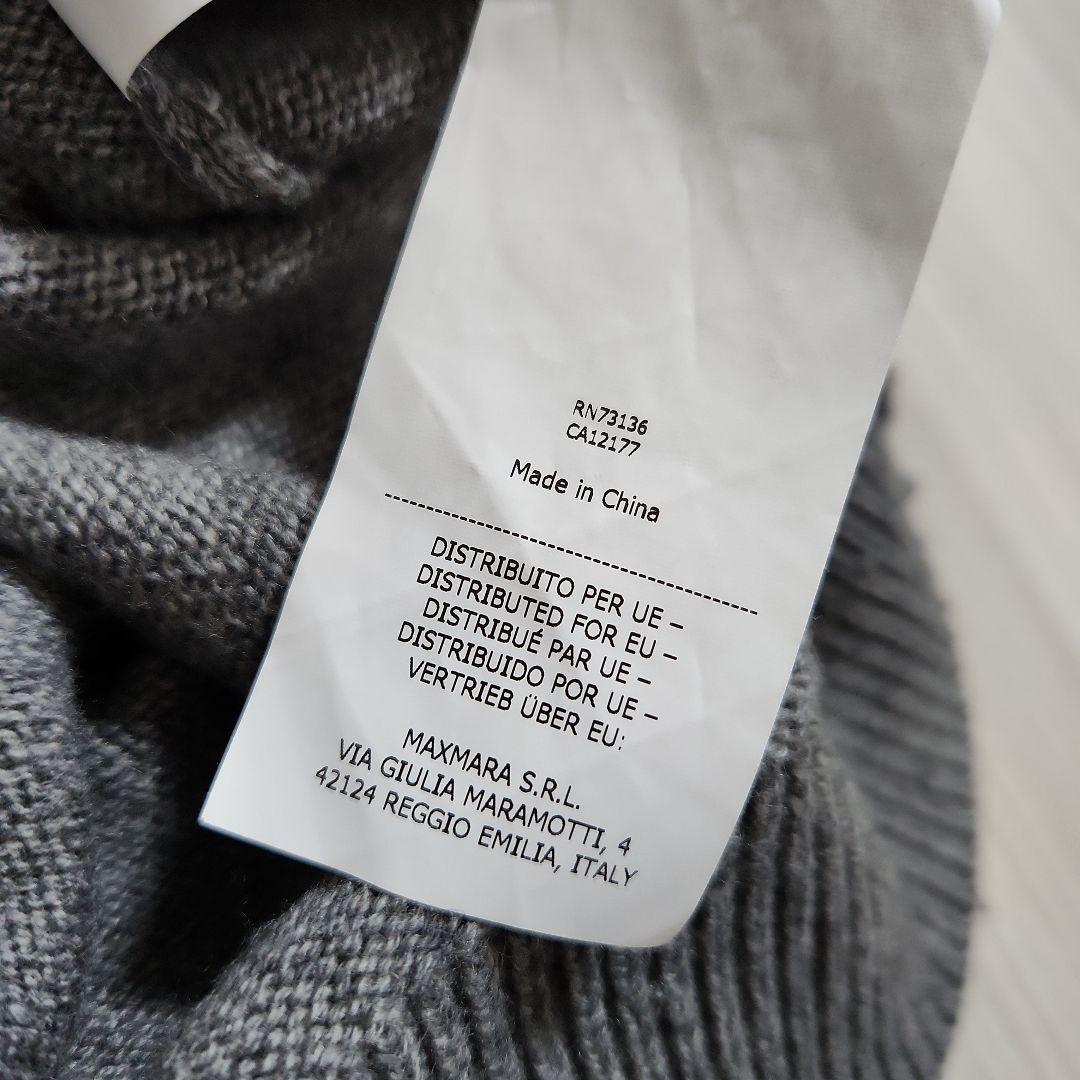 RN73136
CA12177
Made in China
--------------------------------------------------
DISTRIBUITO PER UE –
DISTRIBUTED FOR EU –
DISTRIBUÉ PAR UE –
DISTRIBUIDO POR UE –
VERTRIEB ÜBER EU:
MAXMARA S.R.L.
VIA GIULIA MARAMOTTI, 4
42124 REGGIO EMILIA, ITALY